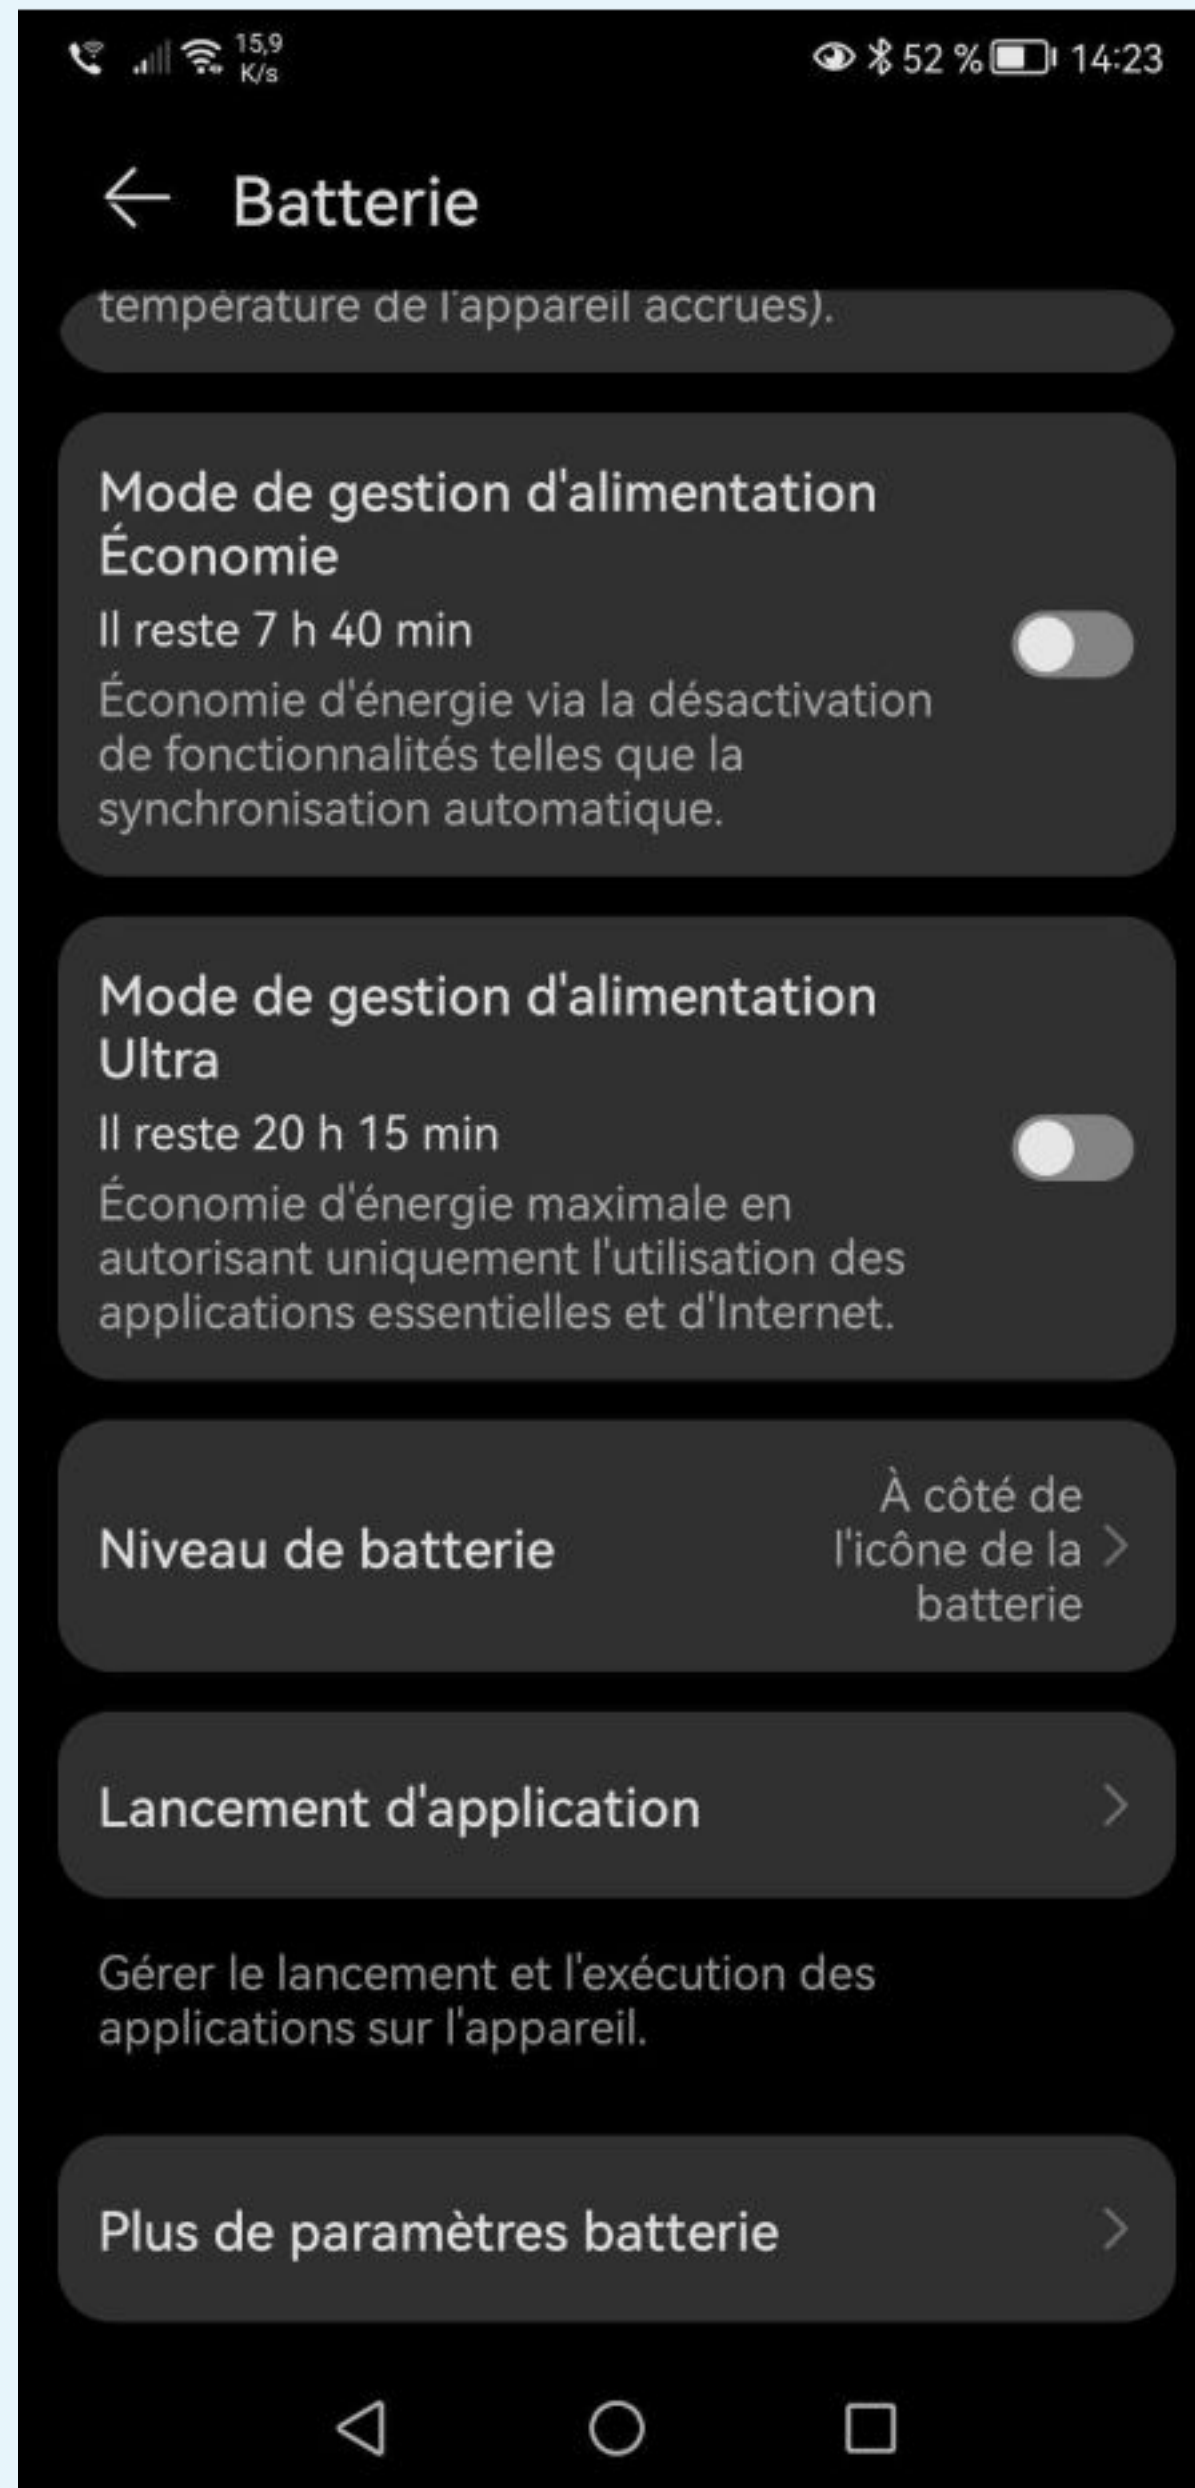 15,9
K/s
52 % 14:23
Batterie
température de l'appareil accrues).
Mode de gestion d'alimentation
Économie
Il reste 7 h 40 min
Économie d'énergie via la désactivation
de fonctionnalités telles que la
synchronisation automatique.
Mode de gestion d'alimentation
Ultra
Il reste 20 h 15 min
Économie d'énergie maximale en
autorisant uniquement l'utilisation des
applications essentielles et d'Internet.
Niveau de batterie
À côté de
l'icône de la
batterie
Lancement d'application
Gérer le lancement et l'exécution des
applications sur l'appareil.
Plus de paramètres batterie